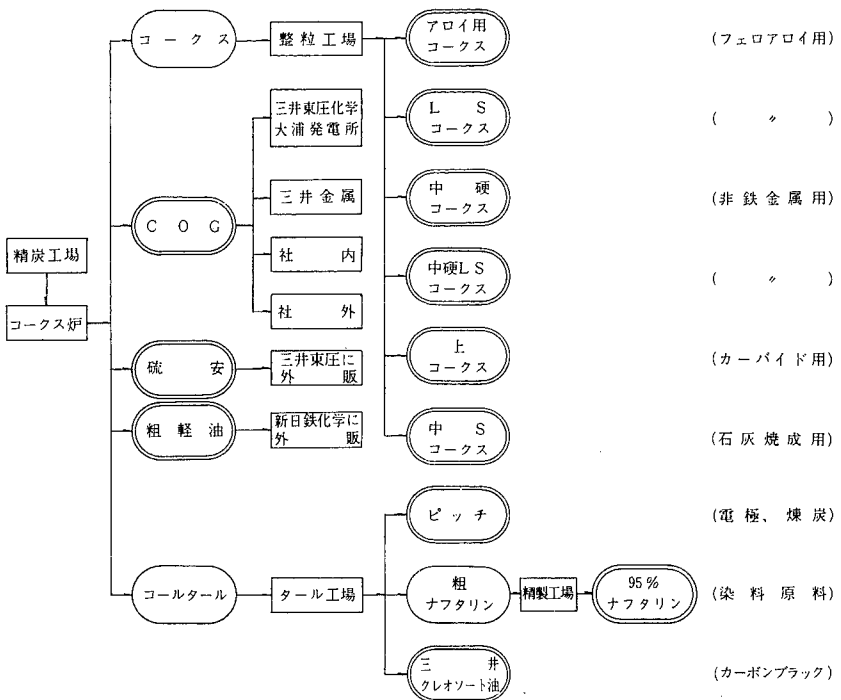 精炭工場
コークス炉
コークス
整粒工場
アロイ用
コークス
(フェロアロイ用)
三井東圧化学
大浦発電所
L S
コークス
(〃)
C O G
三井金属
中硬
コークス
(非鉄金属用)
社内
中硬L S
コークス
(〃)
社外
硫安
三井東圧に
外販
上
コークス
(カーバイド用)
粗軽油
新日鉄化学に
外販
中 S
コークス
(石灰焼成用)
ピッチ
(電極、煉炭)
コールタール
タール工場
粗
ナフタリン
精製工場
95%
ナフタリン
(染料原料)
三井
クレオソート油
(カーボンブラック)